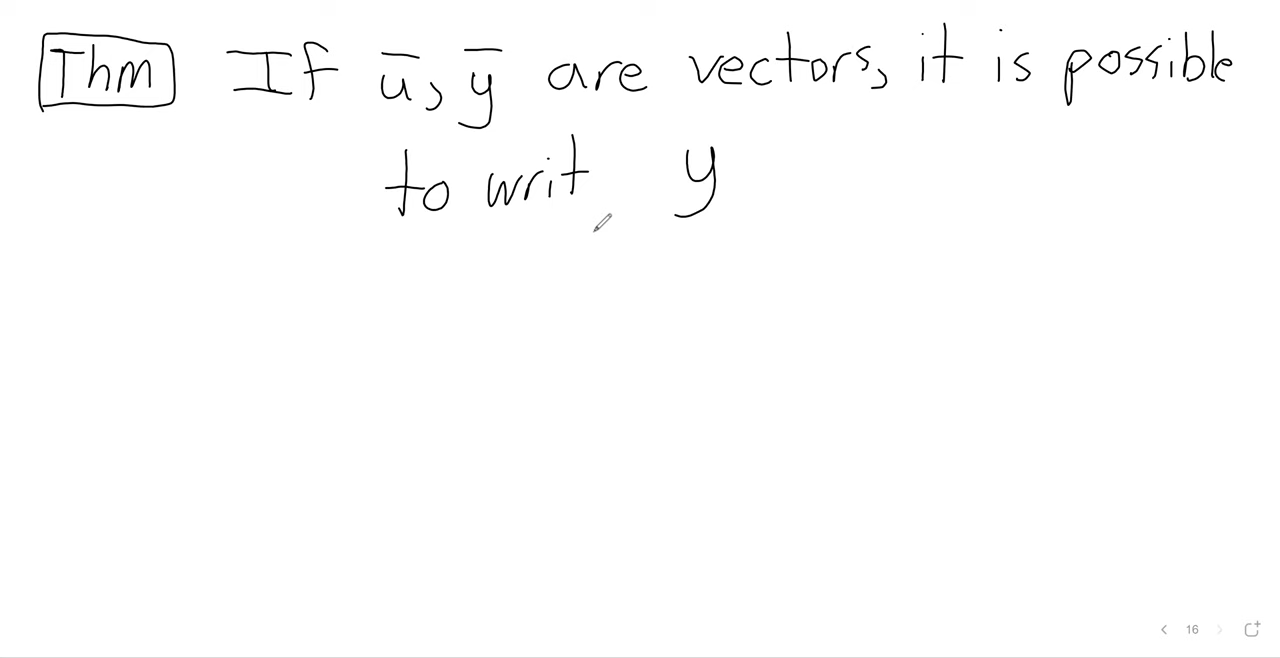 Thm If ū, ȳ are vectors, it is possible
to writ y
16